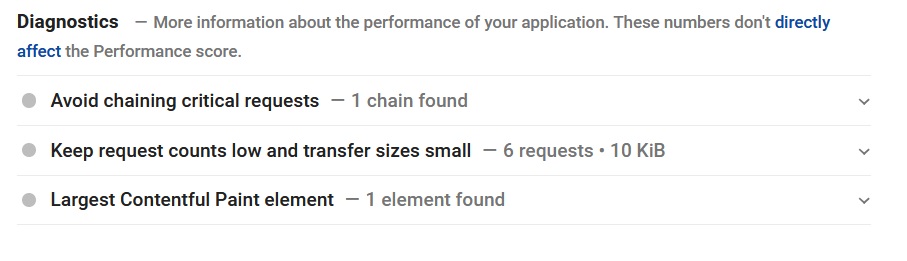 Diagnostics — More information about the performance of your application. These numbers don't directly
affect the Performance score.
Avoid chaining critical requests — 1 chain found
Keep request counts low and transfer sizes small — 6 requests • 10 KiB
Largest Contentful Paint element — 1 element found